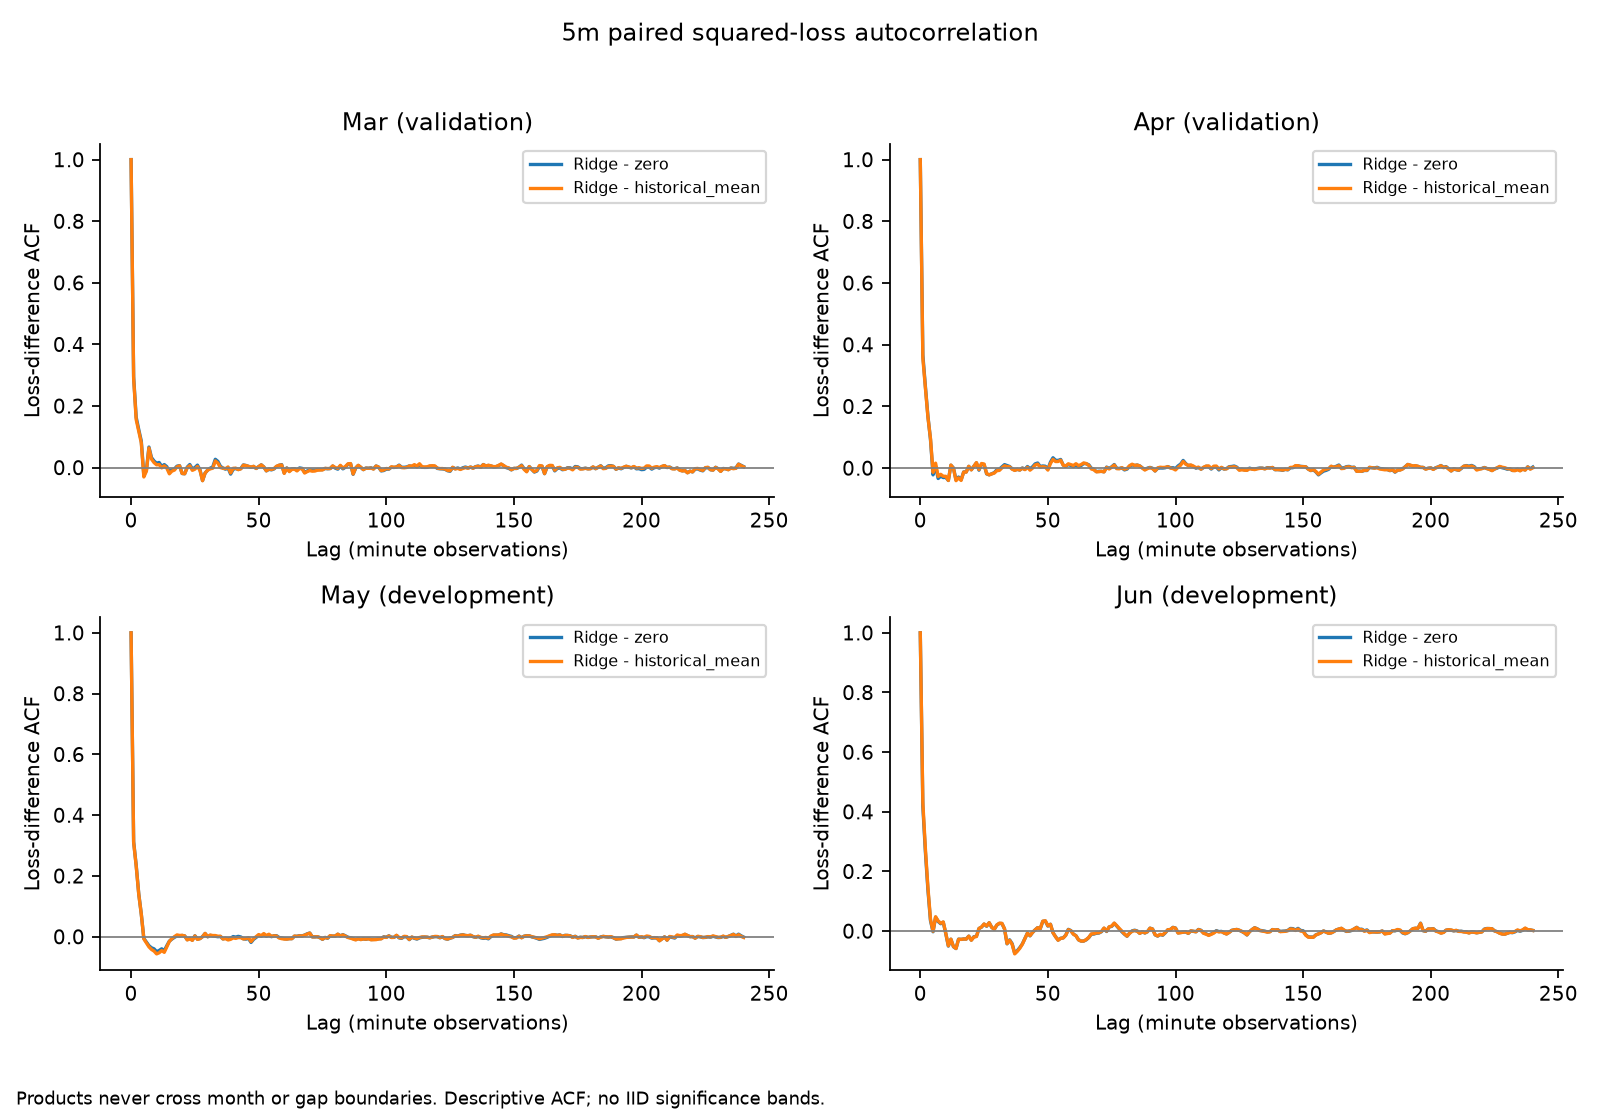 5m paired squared-loss autocorrelation
Mar (validation)
Loss-difference ACF
1.0
0.8
0.6
0.4
0.2
0.0
Ridge - zero
Ridge - historical_mean
0 50 100 150 200 250
Lag (minute observations)
Apr (validation)
Loss-difference ACF
1.0
0.8
0.6
0.4
0.2
0.0
Ridge - zero
Ridge - historical_mean
0 50 100 150 200 250
Lag (minute observations)
May (development)
Loss-difference ACF
1.0
0.8
0.6
0.4
0.2
0.0
Ridge - zero
Ridge - historical_mean
0 50 100 150 200 250
Lag (minute observations)
Jun (development)
Loss-difference ACF
1.0
0.8
0.6
0.4
0.2
0.0
Ridge - zero
Ridge - historical_mean
0 50 100 150 200 250
Lag (minute observations)
Products never cross month or gap boundaries. Descriptive ACF; no IID significance bands.